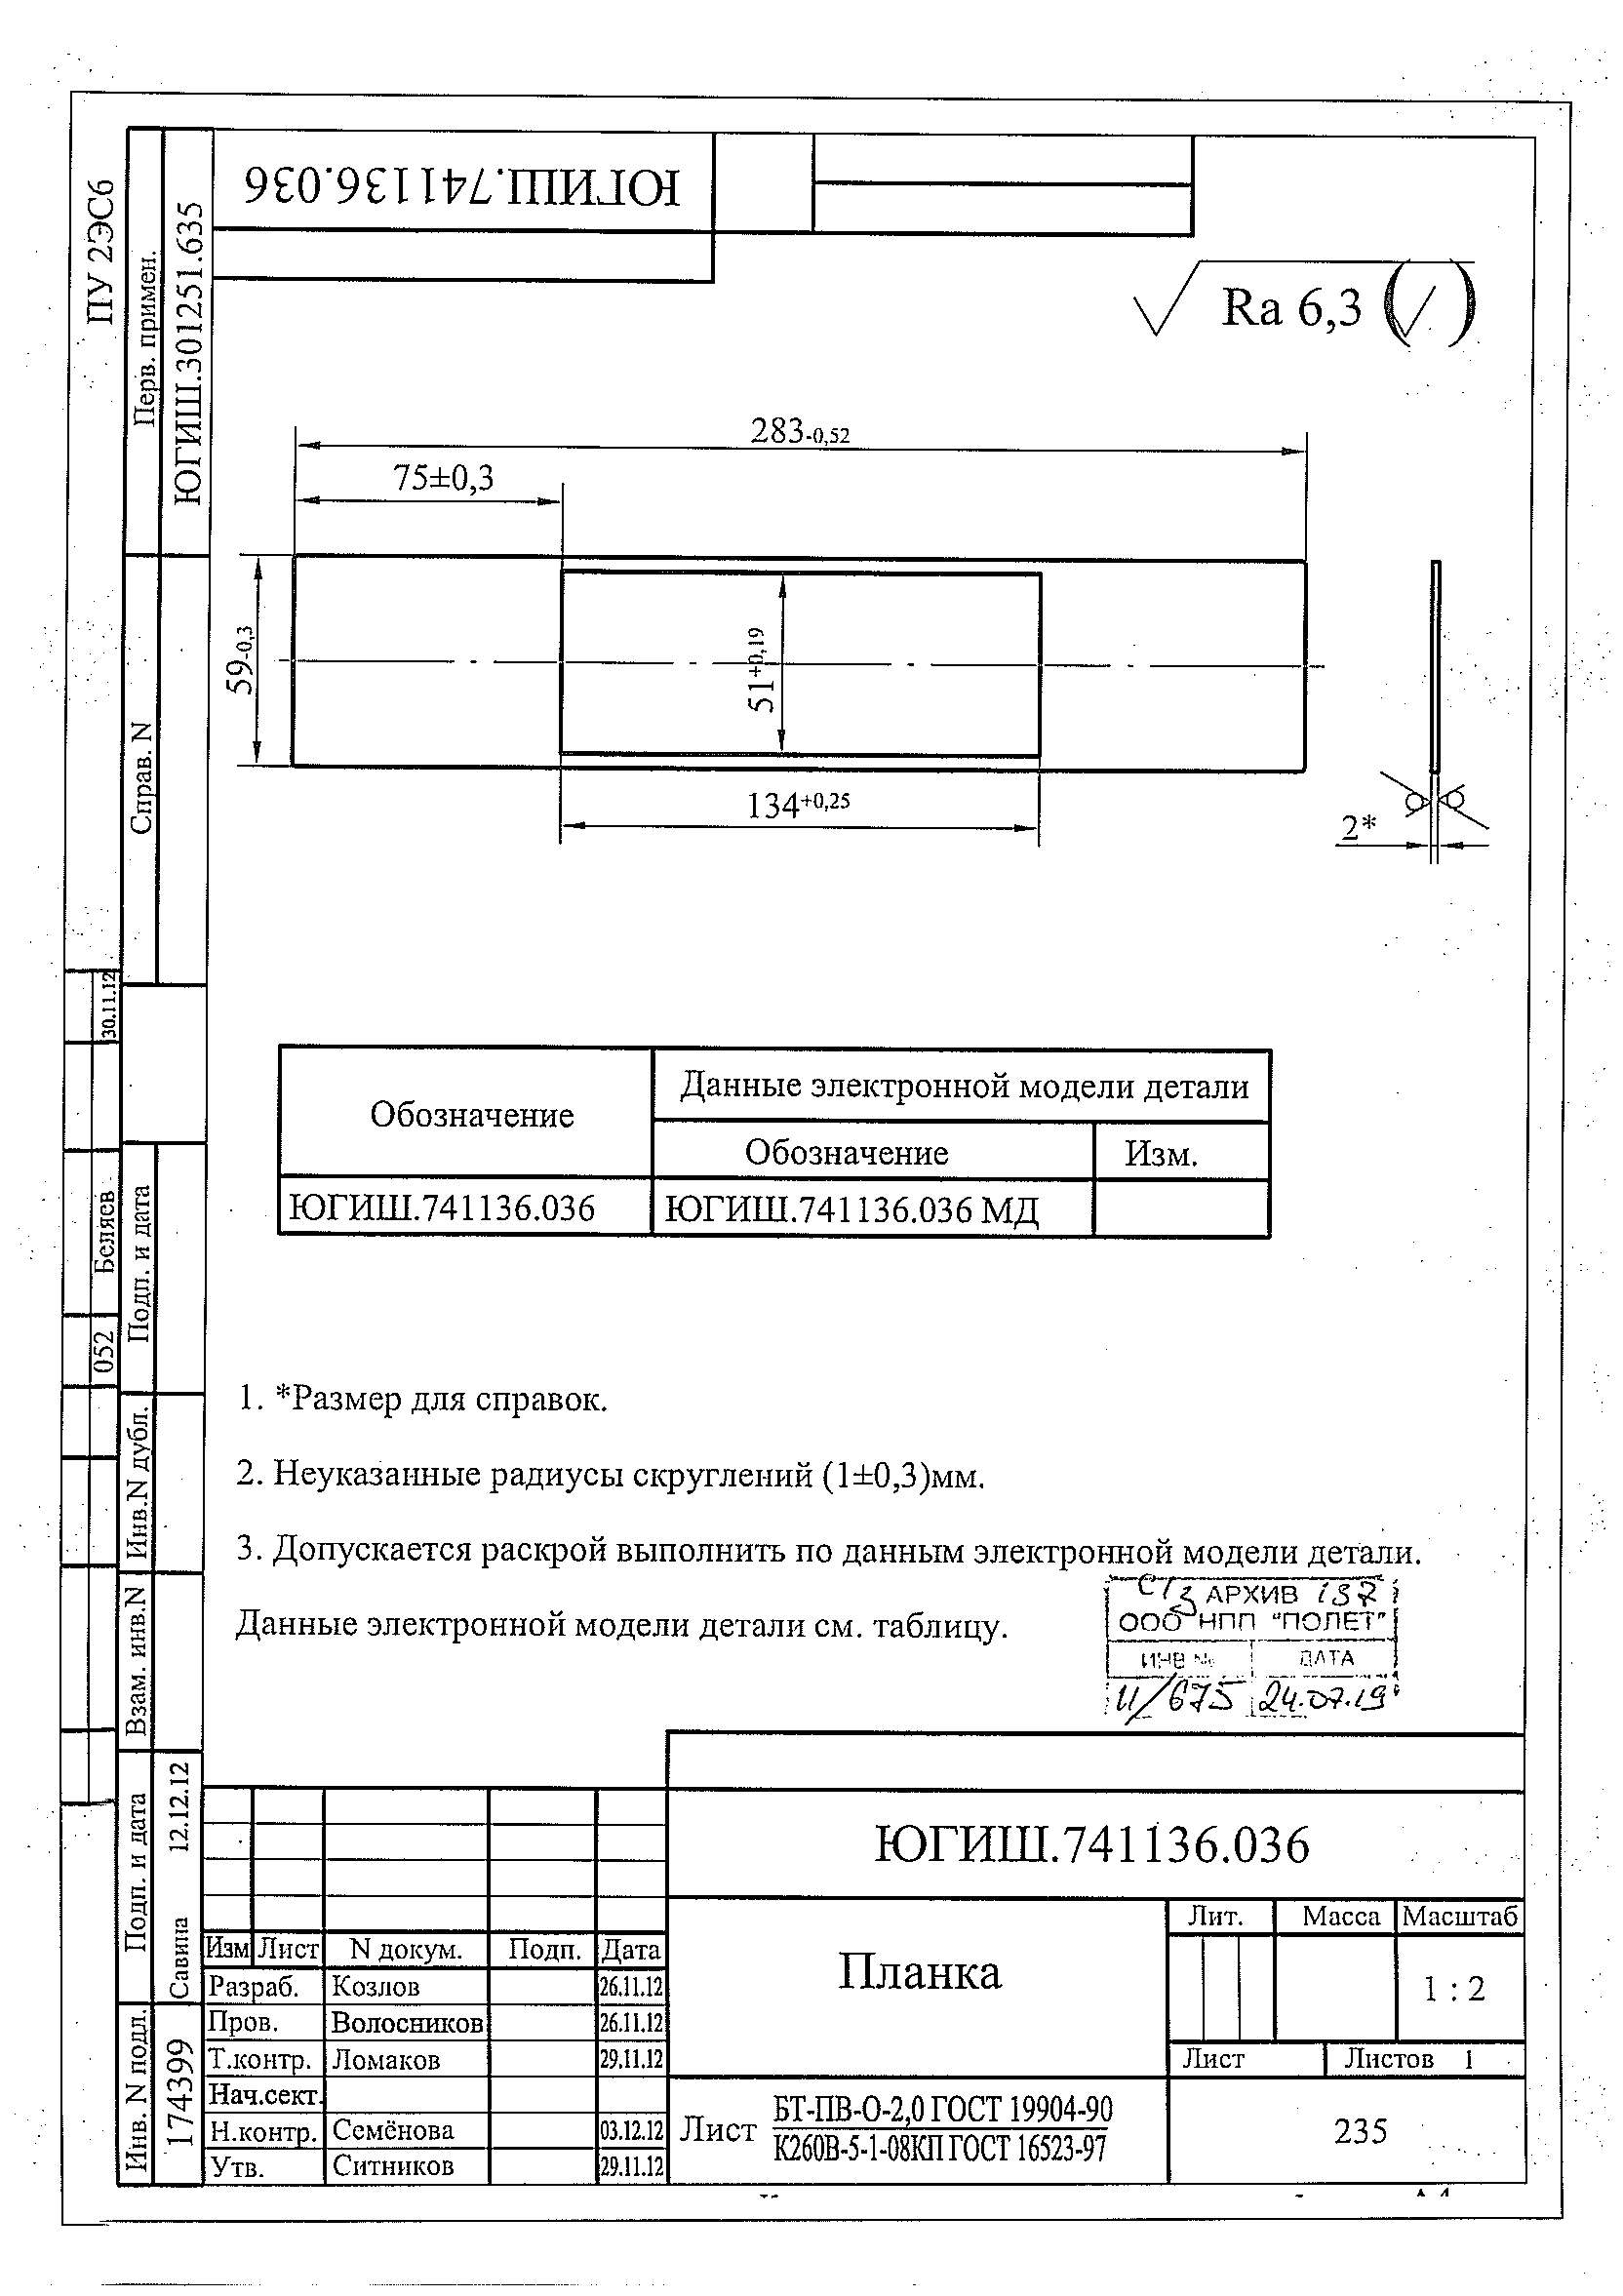 ЮГИШ.741136.036
ПУ 2ЭС6
Перв. примен.
ЮГИШ.301251.635
Справ. N
√ Ra 6,3 (√)
283-0,52
75±0,3
59-0,3
51+0,19
134+0,25
2*
Обозначение
Данные электронной модели детали
Обозначение Изм.
ЮГИШ.741136.036 ЮГИШ.741136.036 МД
1. *Размер для справок.
2. Неуказанные радиусы скруглений (1±0,3)мм.
3. Допускается раскрой выполнить по данным электронной модели детали.
Данные электронной модели детали см. таблицу.
АРХИВ 137
ООО НПП "ПОЛЕТ"
ИНВ № ДАТА
11/675 24.07.19
30.11.12
Беляев
052
Подп. и дата
Инв.N дубл.
Взам. инв.N
Подп. и дата
Савина 12.12.12
Инв. N подл.
174399
ЮГИШ.741136.036
Изм Лист N докум. Подп. Дата
Разраб. Козлов 26.11.12
Пров. Волосников 26.11.12
Т.контр. Ломаков 29.11.12
Нач.сект.
Н.контр. Семёнова 03.12.12
Утв. Ситников 29.11.12
Планка
Лит. Масса Масштаб
1 : 2
Лист Листов 1
Лист БТ-ПВ-О-2,0 ГОСТ 19904-90
К260В-5-1-08КП ГОСТ 16523-97
235